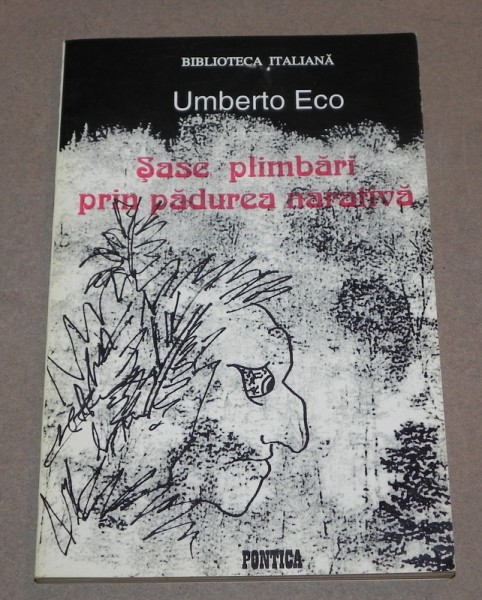 BIBLIOTECA ITALIANĂ
Umberto Eco
Șase plimbări
prin pădurea narativă
PONTICA